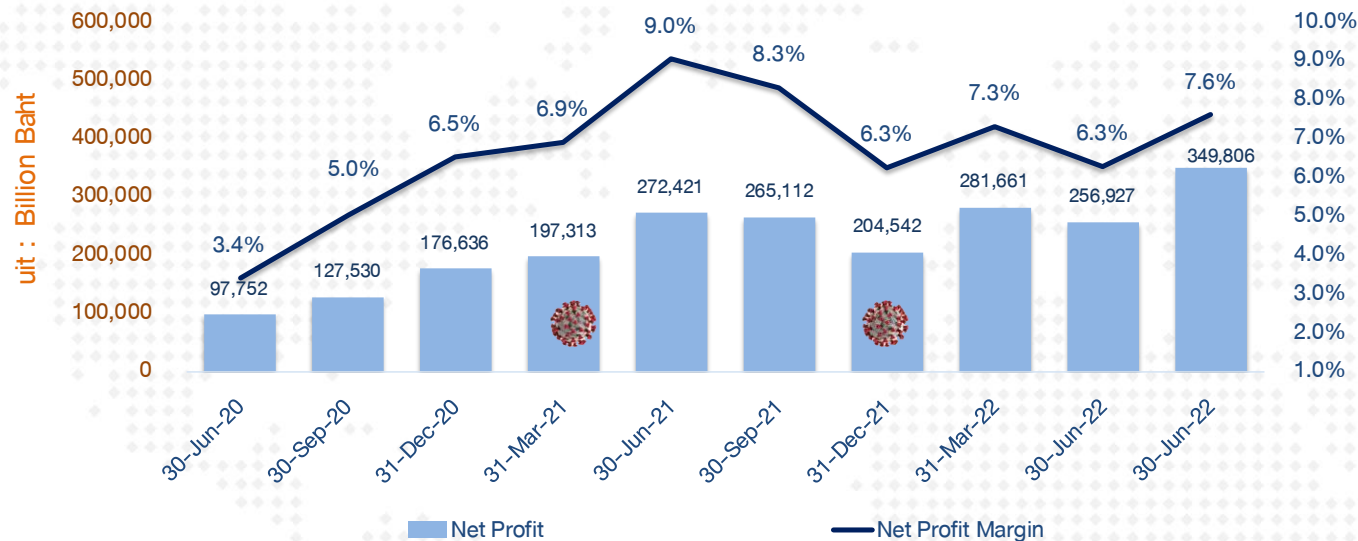 uit : Billion Baht
600,000
500,000
400,000
300,000
200,000
100,000
0
10.0%
9.0%
8.0%
7.0%
6.0%
5.0%
4.0%
3.0%
2.0%
1.0%
3.4%
5.0%
6.5%
6.9%
9.0%
8.3%
6.3%
7.3%
6.3%
7.6%
97,752
127,530
176,636
197,313
272,421
265,112
204,542
281,661
256,927
349,806
30-Jun-20
30-Sep-20
31-Dec-20
31-Mar-21
30-Jun-21
30-Sep-21
31-Dec-21
31-Mar-22
30-Jun-22
30-Jun-22
Net Profit
Net Profit Margin